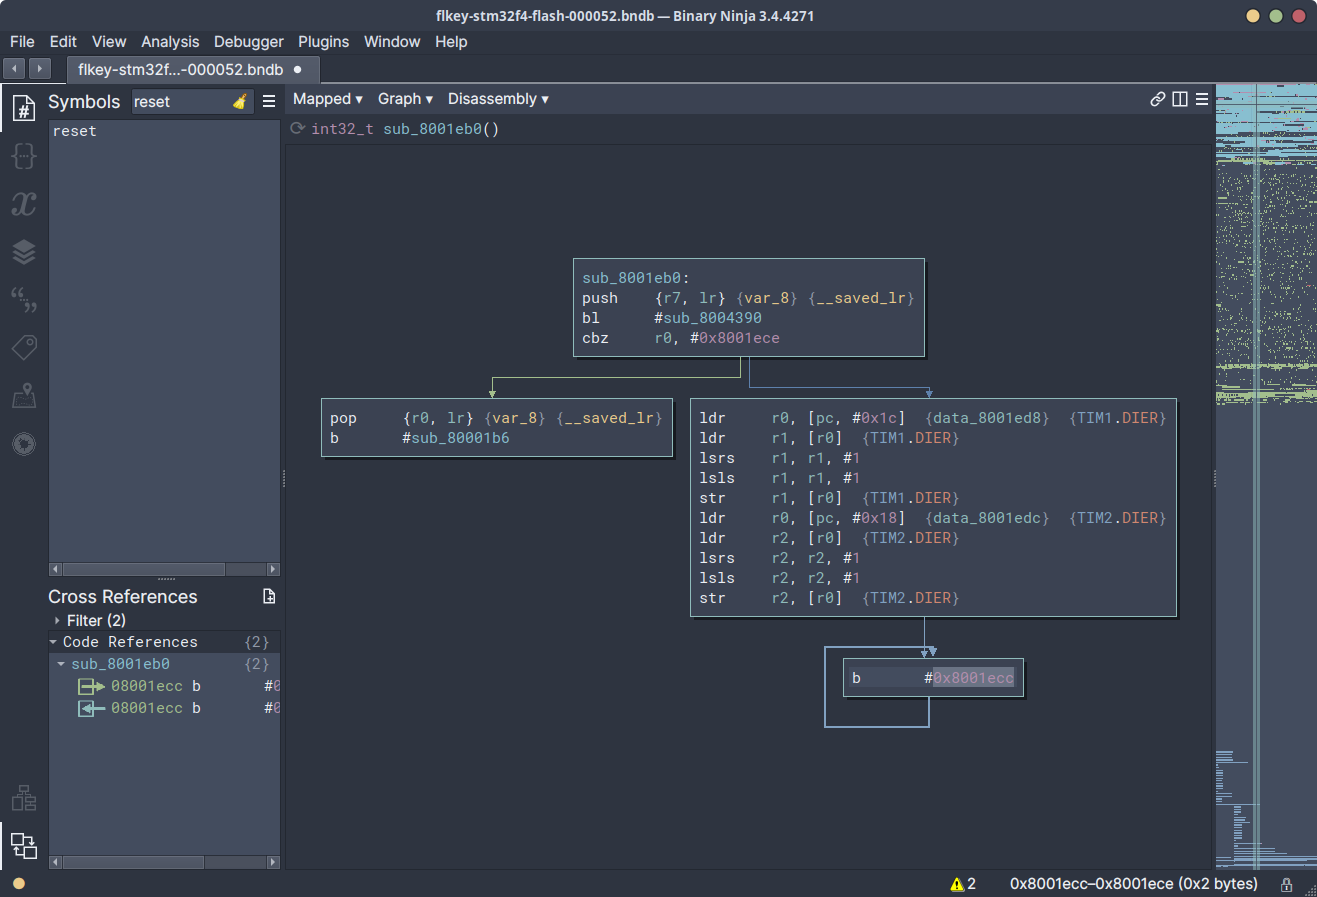 flkey-stm32f4-flash-000052.bndb — Binary Ninja 3.4.4271
File Edit View Analysis Debugger Plugins Window Help
flkey-stm32f...-000052.bndb
Symbols reset
reset
Mapped ▾ Graph ▾ Disassembly ▾
int32_t sub_8001eb0()
sub_8001eb0:
push {r7, lr} {var_8} {__saved_lr}
bl #sub_8004390
cbz r0, #0x8001ece
pop {r0, lr} {var_8} {__saved_lr}
b #sub_80001b6
ldr r0, [pc, #0x1c] {data_8001ed8} {TIM1.DIER}
ldr r1, [r0] {TIM1.DIER}
lsrs r1, r1, #1
lsls r1, r1, #1
str r1, [r0] {TIM1.DIER}
ldr r0, [pc, #0x18] {data_8001edc} {TIM2.DIER}
ldr r2, [r0] {TIM2.DIER}
lsrs r2, r2, #1
lsls r2, r2, #1
str r2, [r0] {TIM2.DIER}
b #0x8001ecc
Cross References
Filter (2)
Code References {2}
sub_8001eb0 {2}
08001ecc b #0
08001ecc b #0
2 0x8001ecc–0x8001ece (0x2 bytes)